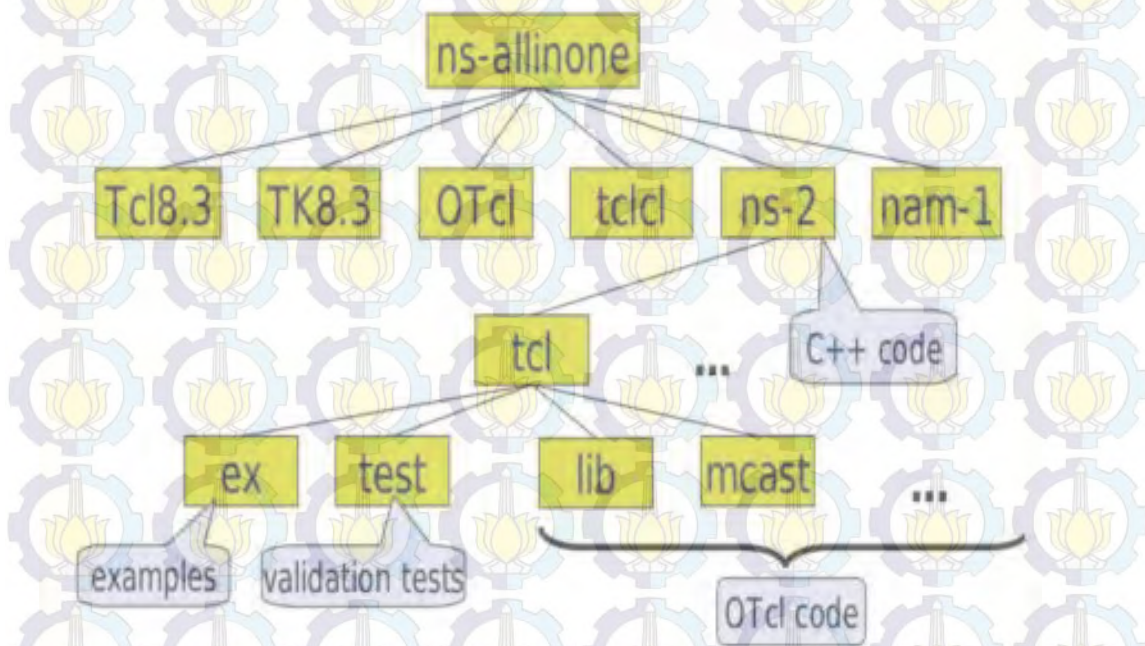 ns-allinone
Tcl8.3 TK8.3 OTcl tclcl ns-2 nam-1
tcl ... C++ code
ex test lib mcast ...
examples validation tests
OTcl code